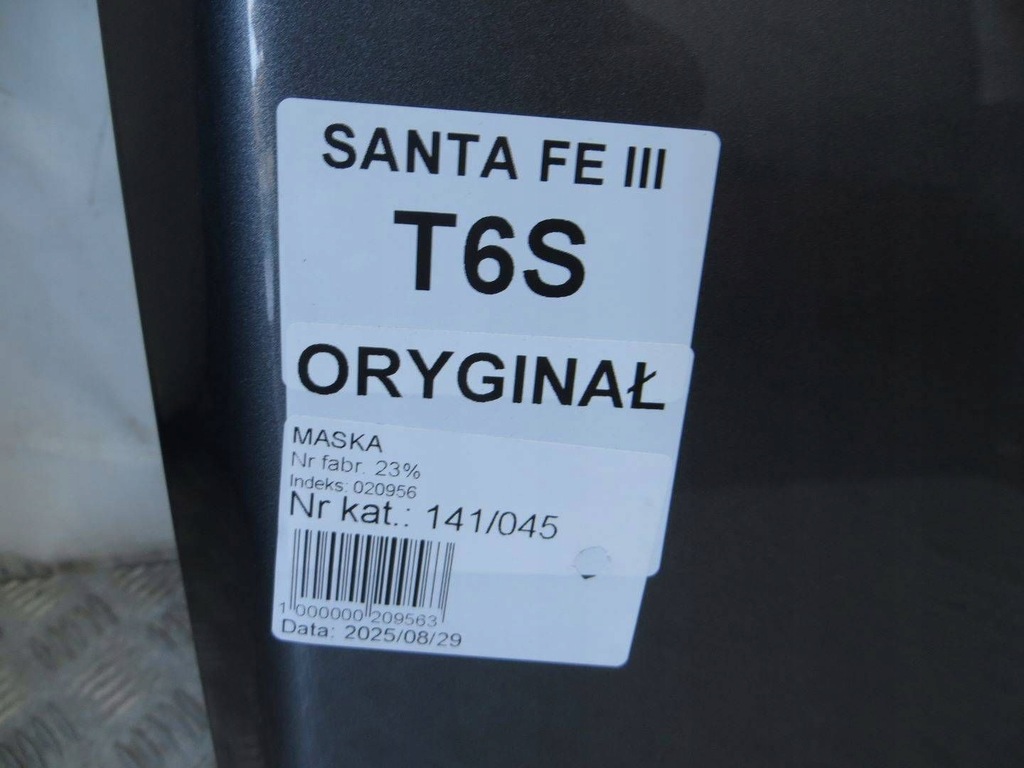 SANTA FE III
T6S
ORYGINAŁ
MASKA
Nr fabr. 23%
Indeks: 020956
Nr kat.: 141/045
1 000000 209563
Data: 2025/08/29